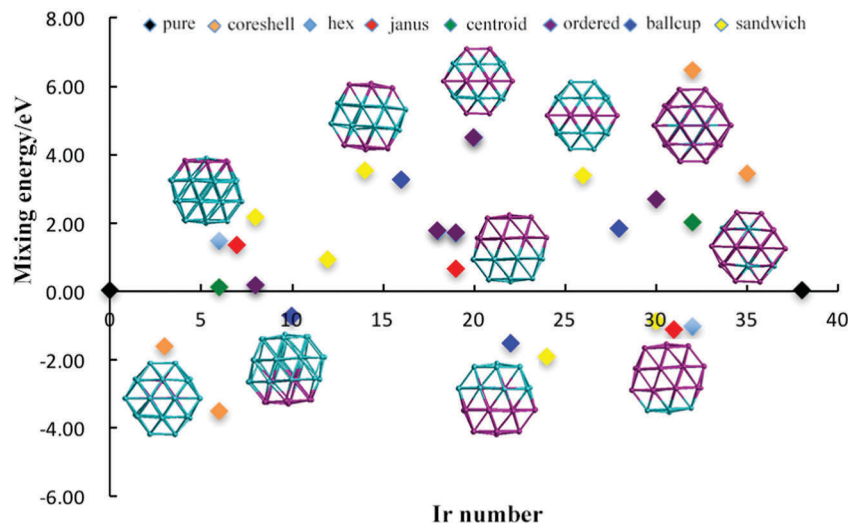 8.00
pure coreshell hex janus centroid ordered ballcup sandwich
6.00
4.00
2.00
0.00
-2.00
-4.00
-6.00
Mixing energy/eV
0 5 10 15 20 25 30 35 40
Ir number